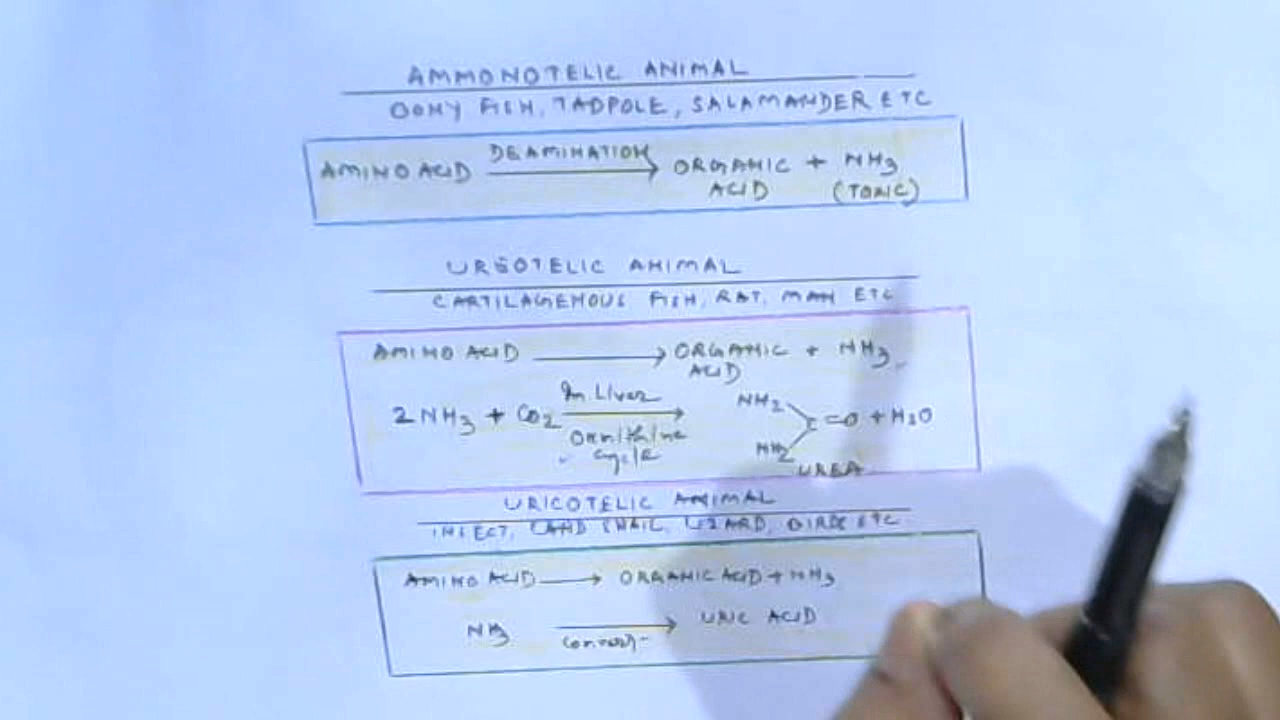 AMMONOTELIC ANIMAL
BONY FISH, TADPOLE, SALAMANDER ETC
AMINO ACID DEAMINATION → ORGANIC ACID + NH3 (TOXIC)
UREOTELIC ANIMAL
CARTILAGENOUS FISH, RAT, MAN ETC
AMINO ACID → ORGANIC ACID + NH3
2NH3 + CO2 In Liver → Ornithine cycle NH2 NH2 C=O + H2O
UREA
URICOTELIC ANIMAL
INSECT, LAND SNAIL, LIZARD, BIRDS ETC
AMINO ACID → ORGANIC ACID + NH3
NH3 → URIC ACID